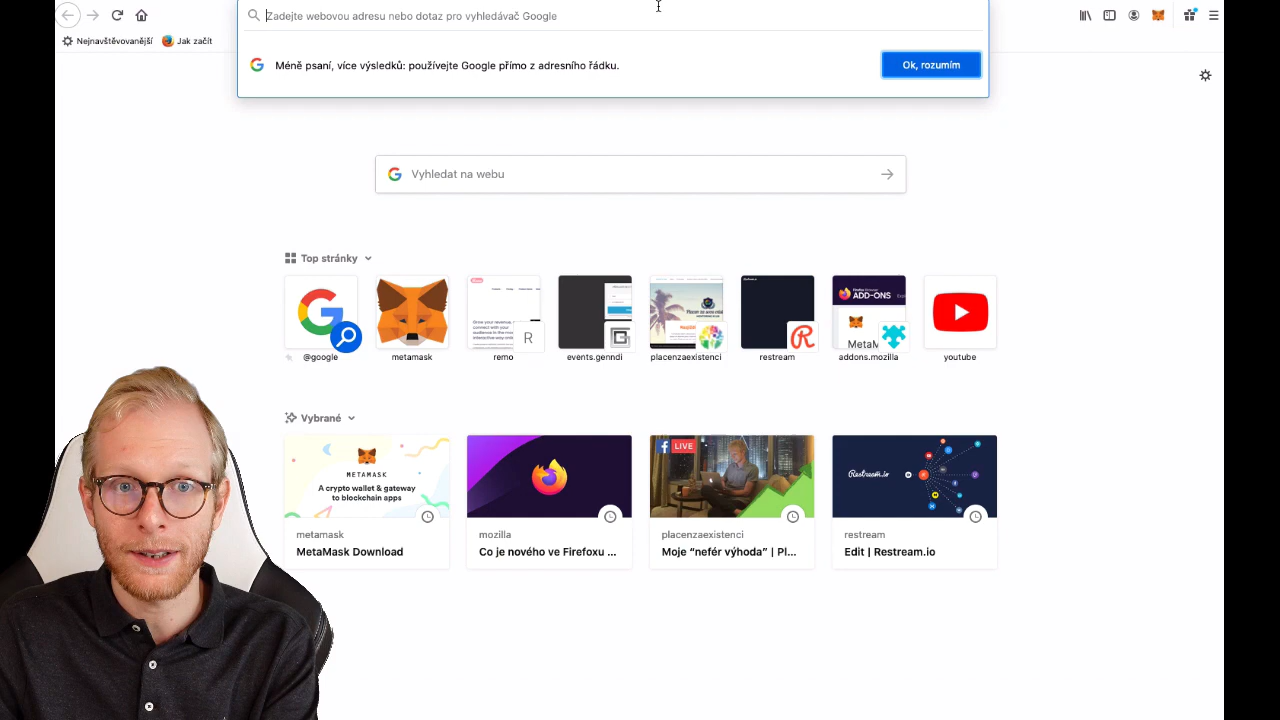 Zadejte webovou adresu nebo dotaz pro vyhledávač Google
Nejnavštěvovanější
Jak začít
Méně psaní, více výsledků: používejte Google přímo z adresního řádku.
Ok, rozumím
Vyhledat na webu
Top stránky
Firefox Browser
ADD-ONS
MetaM
R
@google
metamask
remo
events.genndi
placenzaexistenci
restream
addons.mozilla
youtube
Vybrané
METAMASK
A crypto wallet & gateway
to blockchain apps
LIVE
Restream.io
metamask
MetaMask Download
mozilla
Co je nového ve Firefoxu ...
placenzaexistenci
Moje “nefér výhoda” | Pl...
restream
Edit | Restream.io